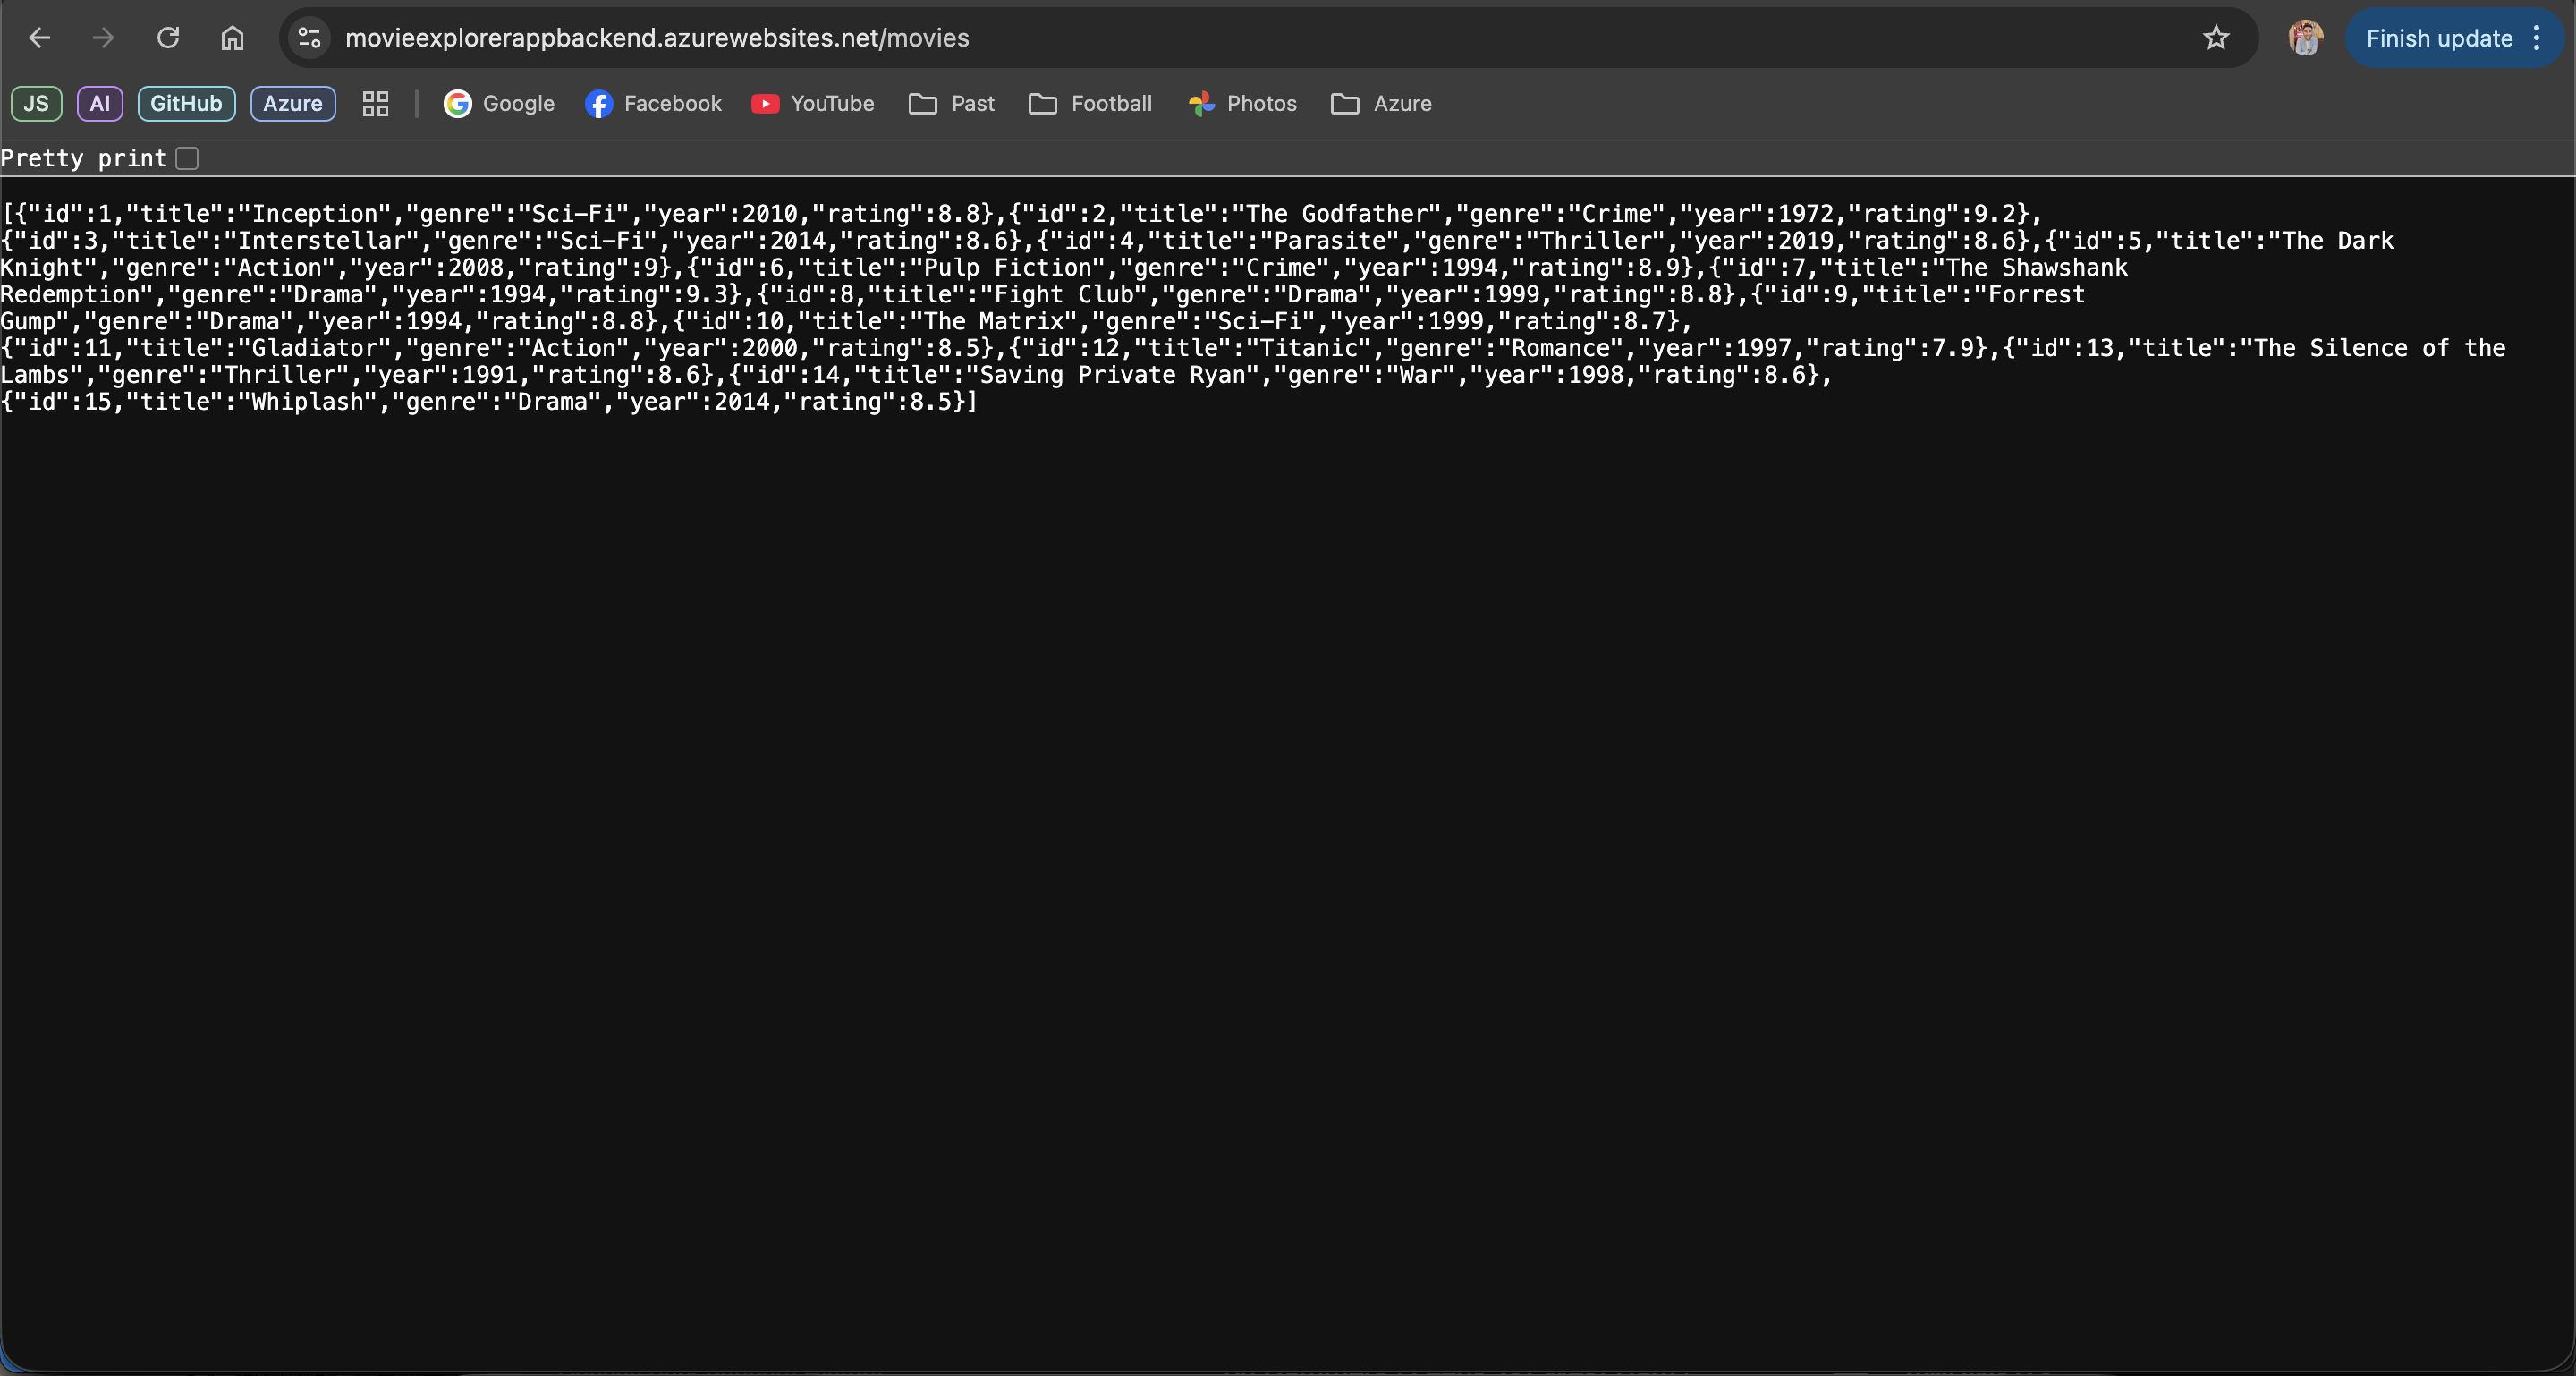 movieexplorerappbackend.azurewebsites.net/movies
Finish update
JS AI GitHub Azure Google Facebook YouTube Past Football Photos Azure
Pretty print
[{"id":1,"title":"Inception","genre":"Sci-Fi","year":2010,"rating":8.8},{"id":2,"title":"The Godfather","genre":"Crime","year":1972,"rating":9.2},
{"id":3,"title":"Interstellar","genre":"Sci-Fi","year":2014,"rating":8.6},{"id":4,"title":"Parasite","genre":"Thriller","year":2019,"rating":8.6},{"id":5,"title":"The Dark
Knight","genre":"Action","year":2008,"rating":9},{"id":6,"title":"Pulp Fiction","genre":"Crime","year":1994,"rating":8.9},{"id":7,"title":"The Shawshank
Redemption","genre":"Drama","year":1994,"rating":9.3},{"id":8,"title":"Fight Club","genre":"Drama","year":1999,"rating":8.8},{"id":9,"title":"Forrest
Gump","genre":"Drama","year":1994,"rating":8.8},{"id":10,"title":"The Matrix","genre":"Sci-Fi","year":1999,"rating":8.7},
{"id":11,"title":"Gladiator","genre":"Action","year":2000,"rating":8.5},{"id":12,"title":"Titanic","genre":"Romance","year":1997,"rating":7.9},{"id":13,"title":"The Silence of the
Lambs","genre":"Thriller","year":1991,"rating":8.6},{"id":14,"title":"Saving Private Ryan","genre":"War","year":1998,"rating":8.6},
{"id":15,"title":"Whiplash","genre":"Drama","year":2014,"rating":8.5}]